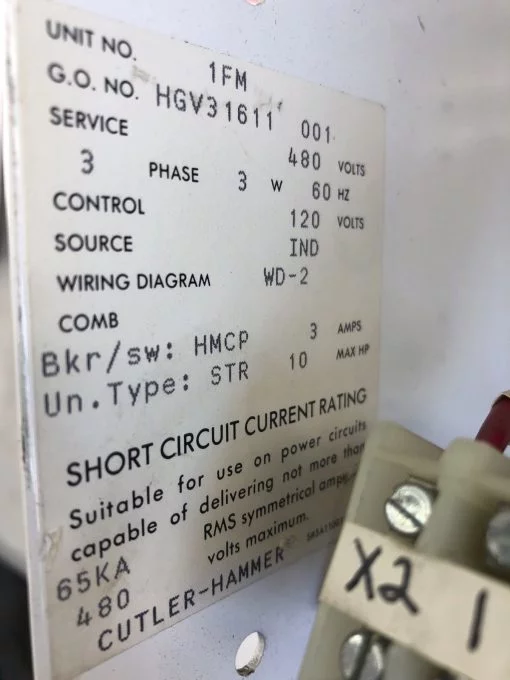 UNIT NO. 1FM
G.O. NO. HGV31611 001
SERVICE 480 VOLTS
3 PHASE 3 W 60 HZ
CONTROL 120 VOLTS
SOURCE IND
WIRING DIAGRAM WD-2
COMB
Bkr/sw: HMCP 3 AMPS
Un.Type: STR 10 MAX HP
SHORT CIRCUIT CURRENT RATING
Suitable for use on power circuits
capable of delivering not more than
65KA RMS symmetrical amps,
480 volts maximum.
CUTLER-HAMMER
X2 1